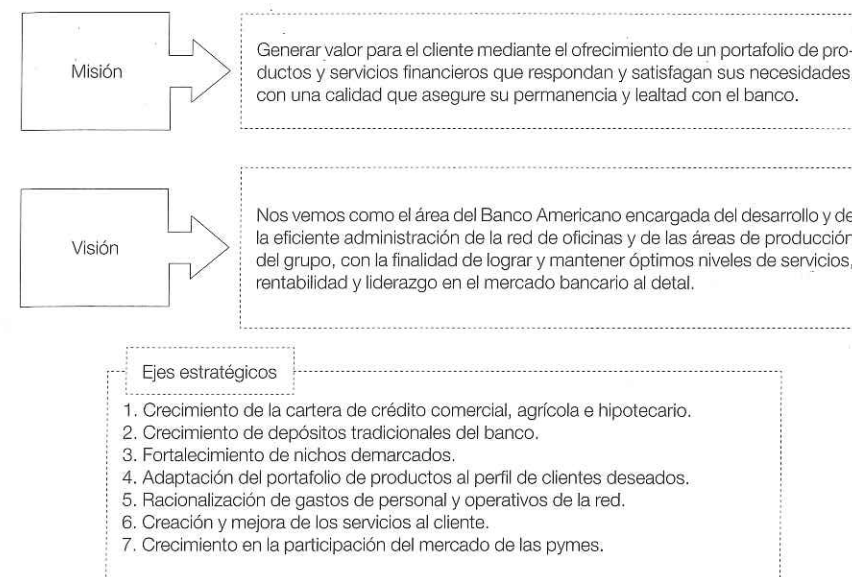 Misión
Generar valor para el cliente mediante el ofrecimiento de un portafolio de pro-
ductos y servicios financieros que respondan y satisfagan sus necesidades
con una calidad que asegure su permanencia y lealtad con el banco.
Visión
Nos vemos como el área del Banco Americano encargada del desarrollo y de
la eficiente administración de la red de oficinas y de las áreas de producción
del grupo, con la finalidad de lograr y mantener óptimos niveles de servicios,
rentabilidad y liderazgo en el mercado bancario al detal.
Ejes estratégicos
1. Crecimiento de la cartera de crédito comercial, agrícola e hipotecario.
2. Crecimiento de depósitos tradicionales del banco.
3. Fortalecimiento de nichos demarcados.
4. Adaptación del portafolio de productos al perfil de clientes deseados.
5. Racionalización de gastos de personal y operativos de la red.
6. Creación y mejora de los servicios al cliente.
7. Crecimiento en la participación del mercado de las pymes.